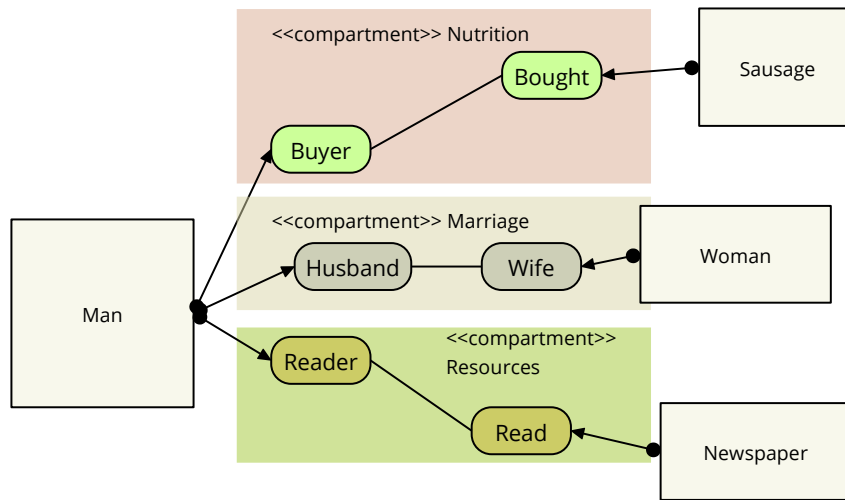 <<compartment>> Nutrition
Bought
Sausage
Buyer
<<compartment>> Marriage
Husband
Wife
Woman
Man
<<compartment>>
Resources
Reader
Read
Newspaper